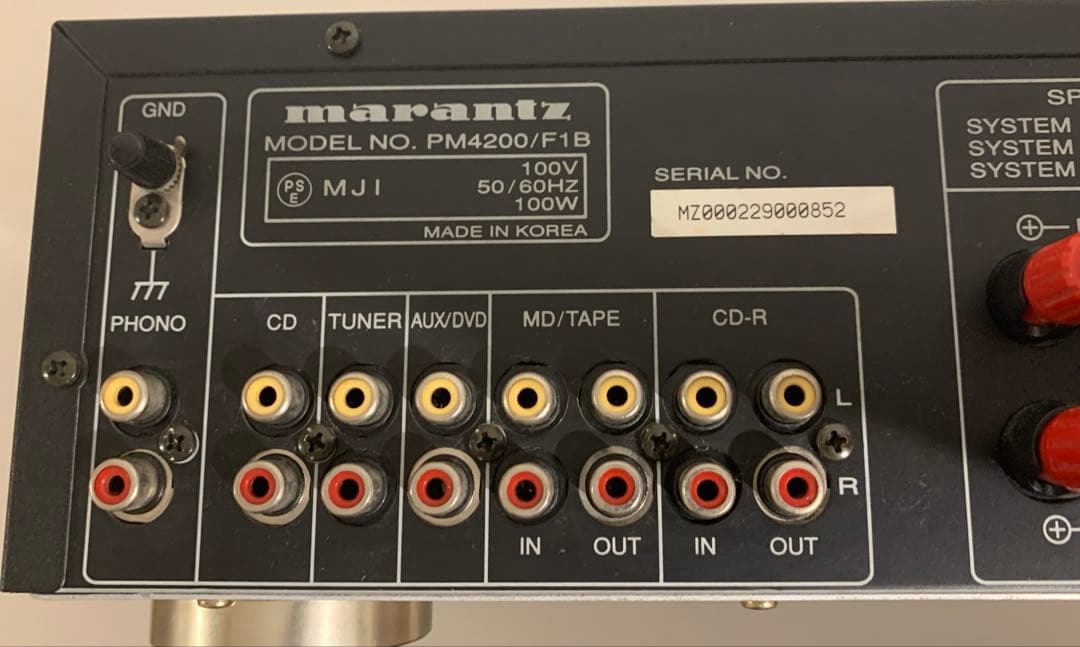 GND
marantz
MODEL NO. PM4200/F1B
PSE MJI
100V
50/60HZ
100W
MADE IN KOREA
SERIAL NO.
MZ000229000852
SYSTEM
SYSTEM
SYSTEM
PHONO
CD
TUNER
AUX/DVD
MD/TAPE
CD-R
L
R
IN
OUT
IN
OUT